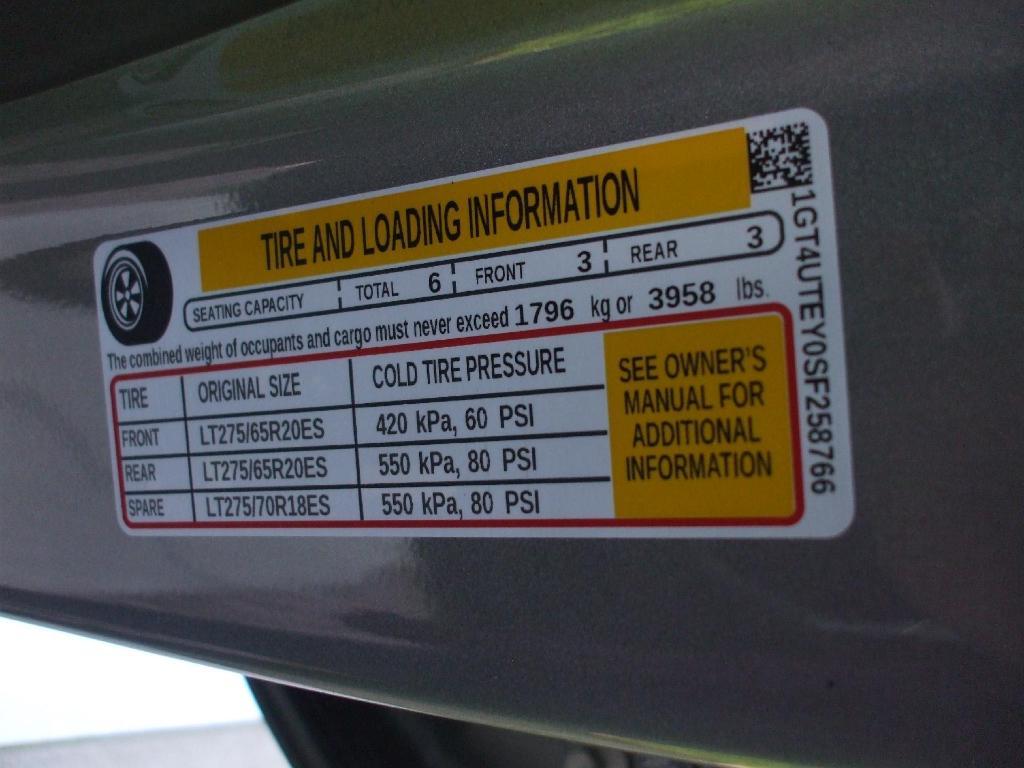 TIRE AND LOADING INFORMATION
SEATING CAPACITY TOTAL 6 FRONT 3 REAR 3
The combined weight of occupants and cargo must never exceed 1796 kg or 3958 lbs.
TIRE ORIGINAL SIZE COLD TIRE PRESSURE
FRONT LT275/65R20ES 420 kPa, 60 PSI
REAR LT275/65R20ES 550 kPa, 80 PSI
SPARE LT275/70R18ES 550 kPa, 80 PSI
SEE OWNER'S
MANUAL FOR
ADDITIONAL
INFORMATION
1GT4UTEY0SF258766